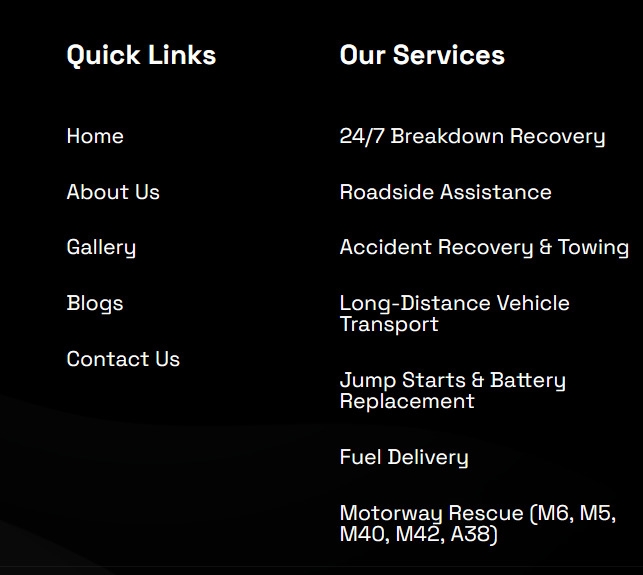 Quick Links
Home
About Us
Gallery
Blogs
Contact Us
Our Services
24/7 Breakdown Recovery
Roadside Assistance
Accident Recovery & Towing
Long-Distance Vehicle
Transport
Jump Starts & Battery
Replacement
Fuel Delivery
Motorway Rescue (M6, M5,
M40, M42, A38)